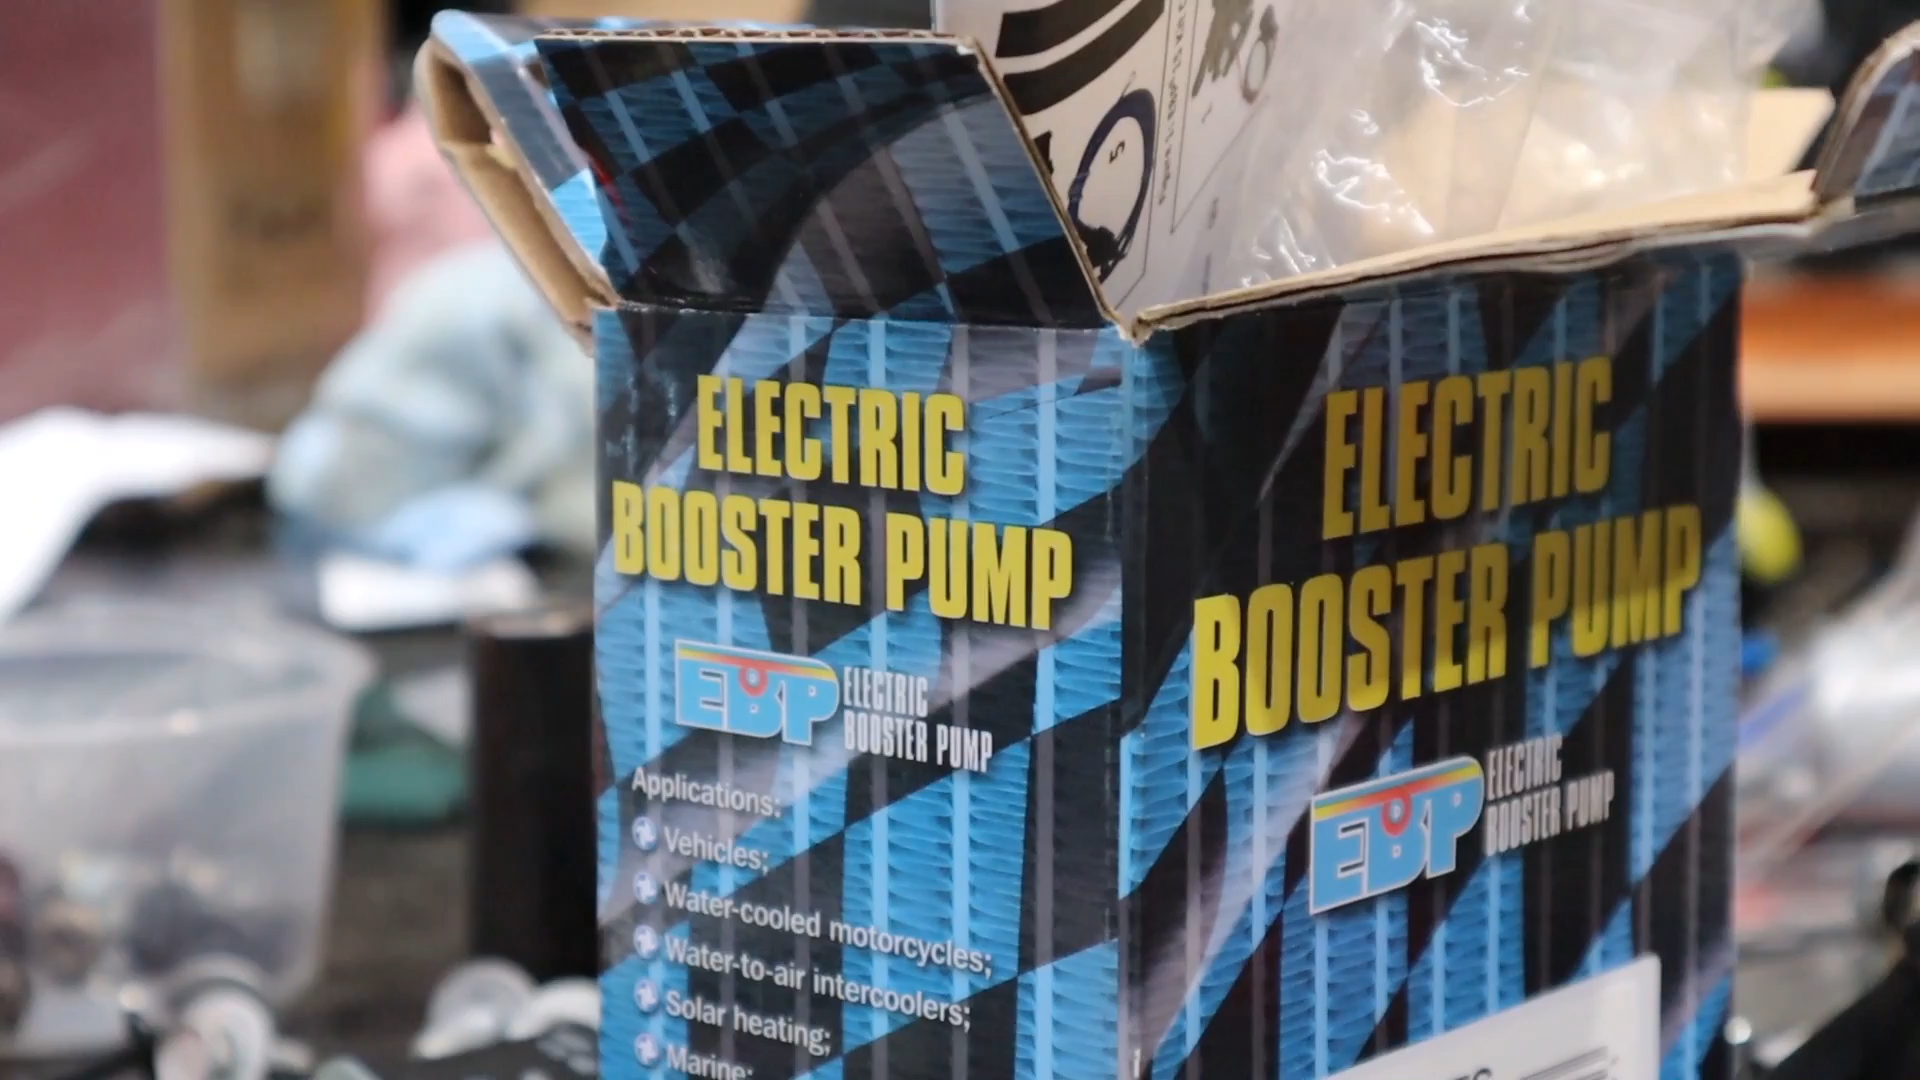 5
ELECTRIC
BOOSTER PUMP
EBP ELECTRIC
BOOSTER PUMP
Applications:
Vehicles;
Water-cooled motorcycles;
Water-to-air intercoolers;
Solar heating;
Marine;
ELECTRIC
BOOSTER PUMP
EBP ELECTRIC
BOOSTER PUMP